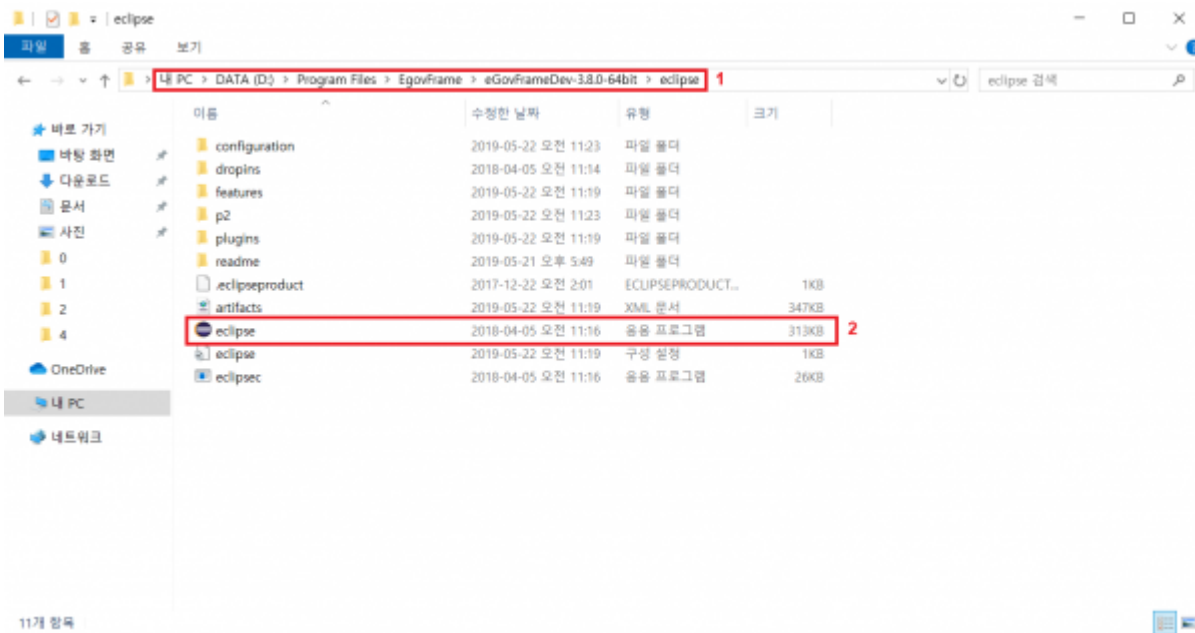 eclipse
파일 홈 공유 보기
내 PC > DATA (D:) > Program Files > EgovFrame > eGovFrameDev-3.8.0-64bit > eclipse 1 eclipse 검색
이름 수정한 날짜 유형 크기
바로 가기
바탕 화면
다운로드
문서
사진
0
1
2
4
OneDrive
내 PC
네트워크
configuration 2019-05-22 오전 11:23 파일 폴더
dropins 2018-04-05 오전 11:14 파일 폴더
features 2019-05-22 오전 11:19 파일 폴더
p2 2019-05-22 오전 11:23 파일 폴더
plugins 2019-05-22 오전 11:19 파일 폴더
readme 2019-05-21 오후 5:49 파일 폴더
.eclipseproduct 2017-12-22 오전 2:01 ECLIPSEPRODUCT... 1KB
artifacts 2019-05-22 오전 11:19 XML 문서 347KB
eclipse 2018-04-05 오전 11:16 응용 프로그램 313KB 2
eclipse 2019-05-22 오전 11:19 구성 설정 1KB
eclipsec 2018-04-05 오전 11:16 응용 프로그램 26KB
11개 항목